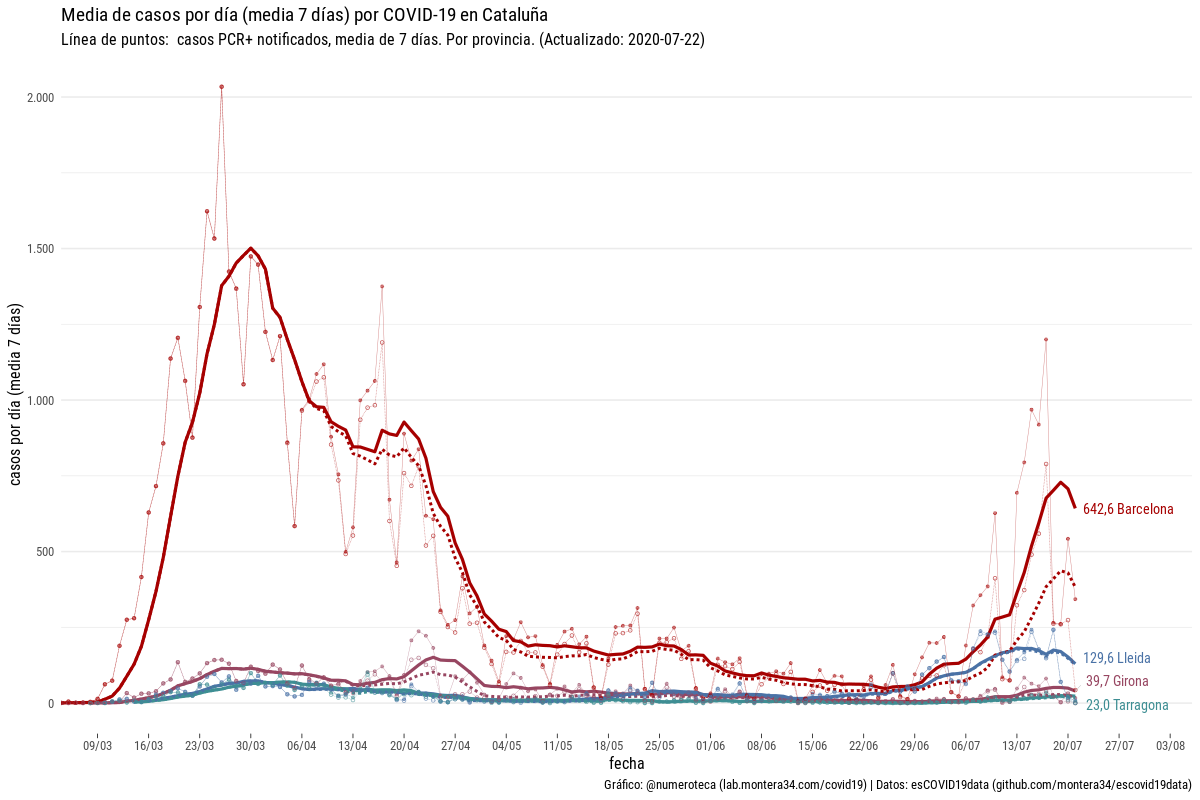 Media de casos por día (media 7 días) por COVID-19 en Cataluña
Línea de puntos: casos PCR+ notificados, media de 7 días. Por provincia. (Actualizado: 2020-07-22)
casos por día (media 7 días)
2.000
1.500
1.000
500
0
642,6 Barcelona
129,6 Lleida
39,7 Girona
23,0 Tarragona
09/03 16/03 23/03 30/03 06/04 13/04 20/04 27/04 04/05 11/05 18/05 25/05 01/06 08/06 15/06 22/06 29/06 06/07 13/07 20/07 27/07 03/08
fecha
Gráfico: @numeroteca (lab.montera34.com/covid19) | Datos: esCOVID19data (github.com/montera34/escovid19data)